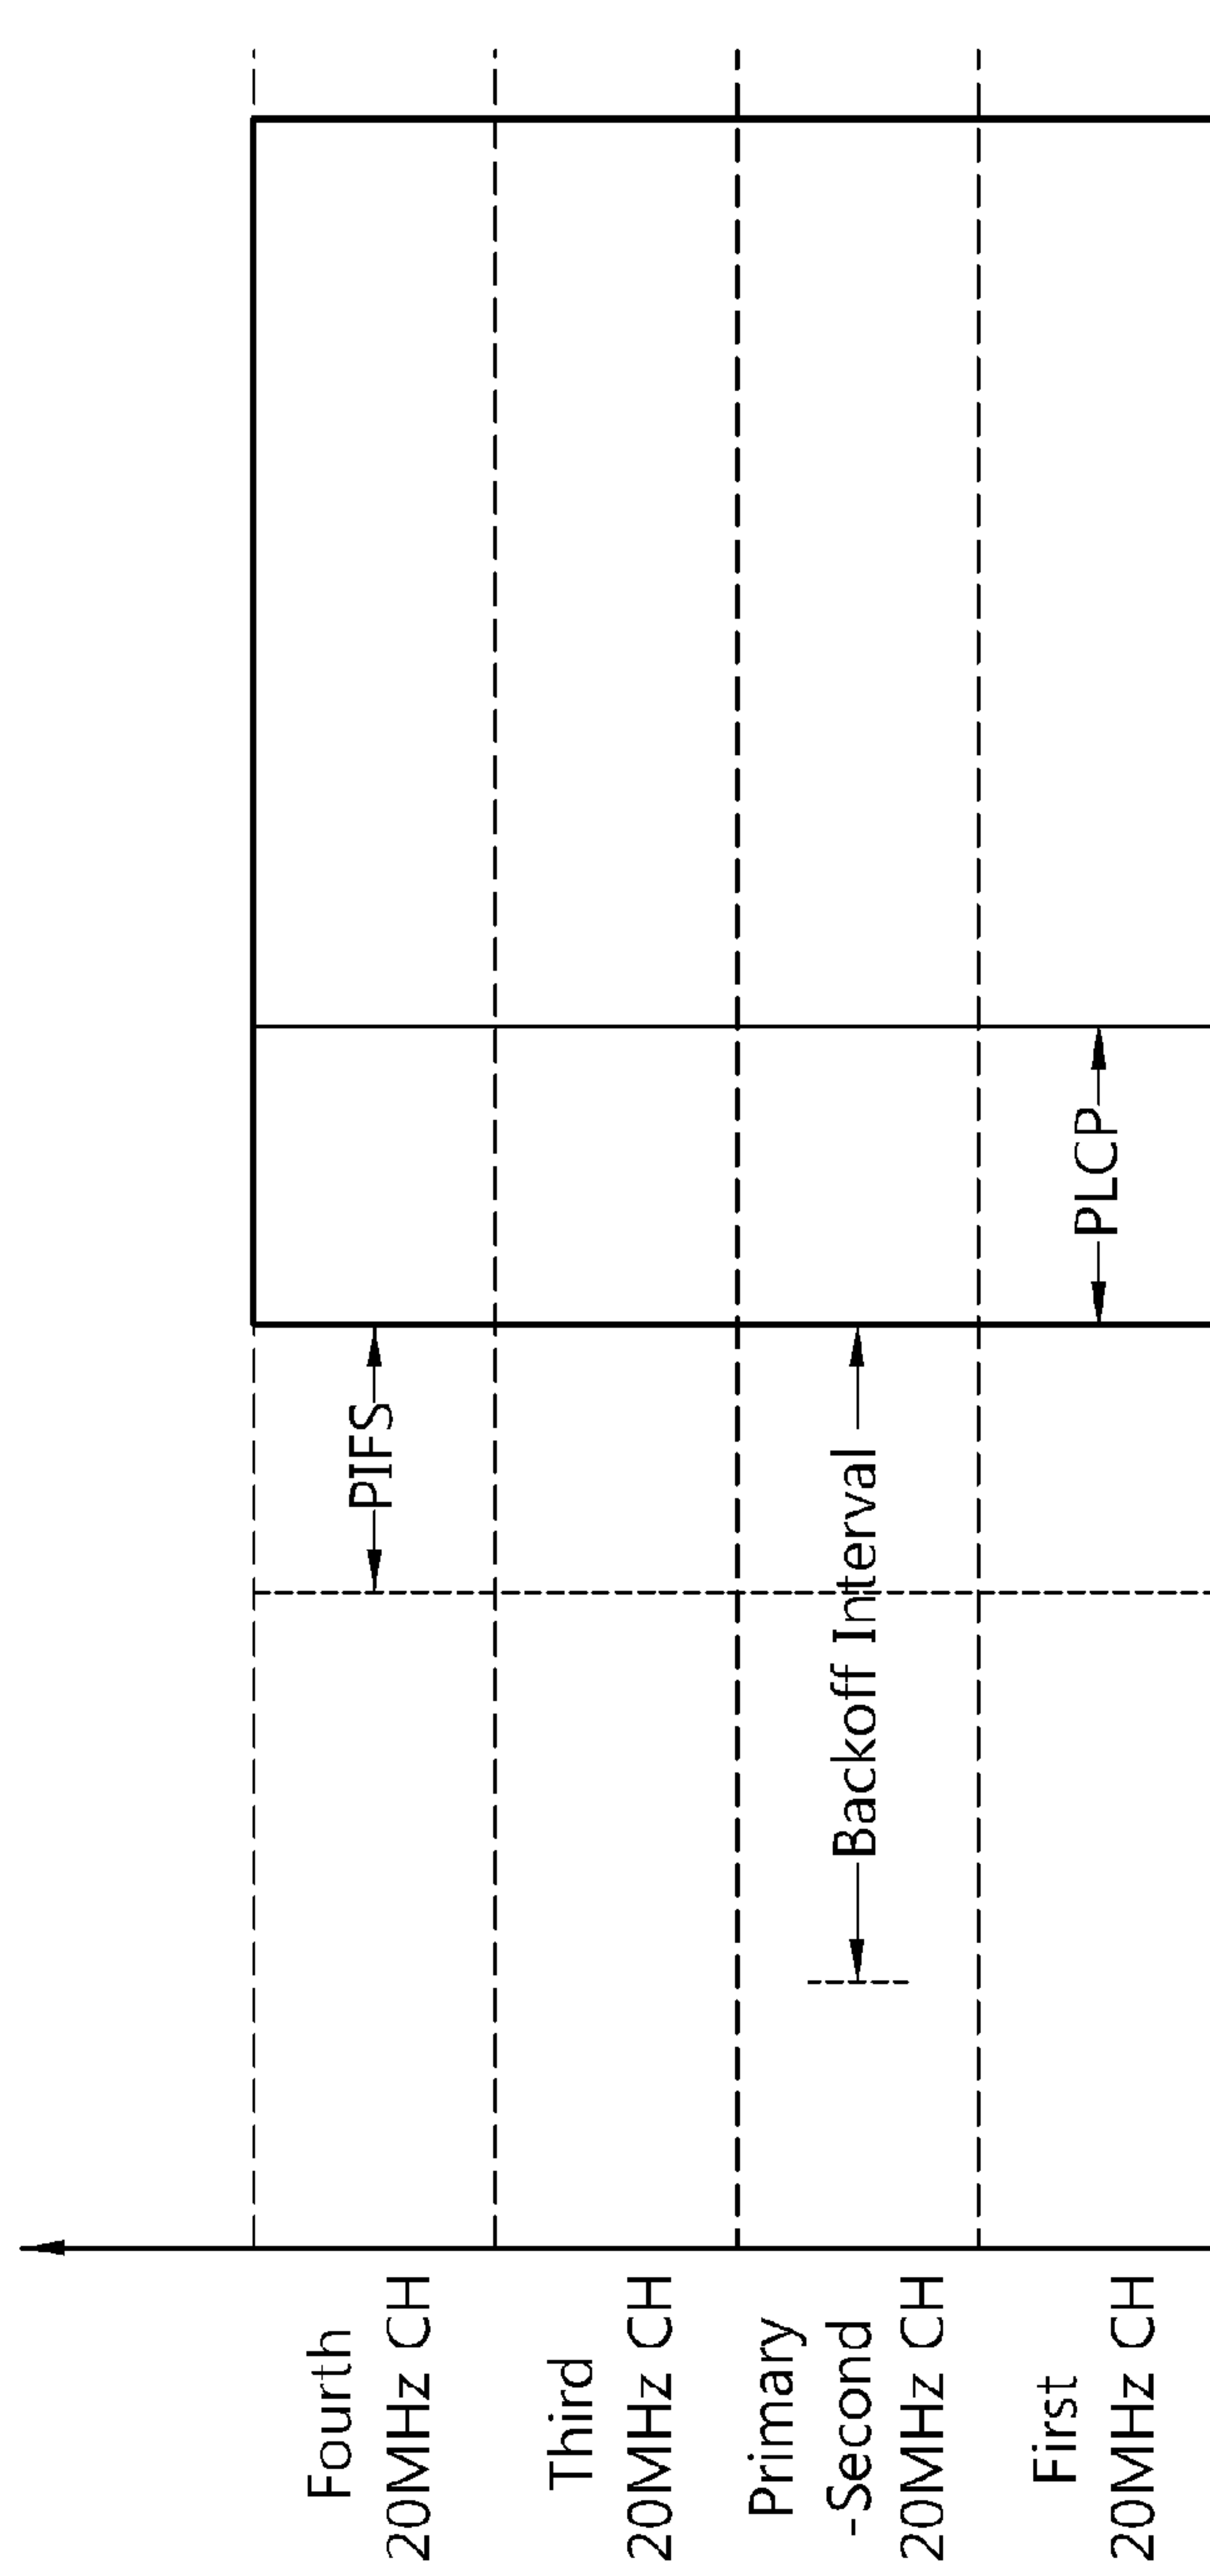 Fourth
20MHz CH
Third
20MHz CH
Primary
-Second
20MHz CH
First
20MHz CH
PIFS
Backoff Interval
PLCP